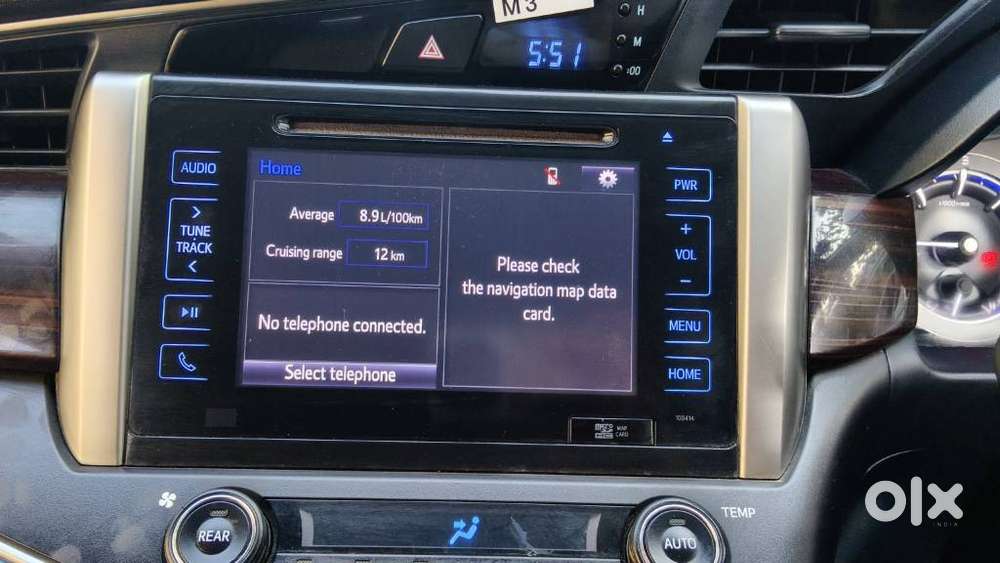 M3
H
5:51
M
:00
AUDIO
Home
PWR
TUNE
TRACK
Average 8.9 L/100km
Cruising range 12 km
Please check
the navigation map data
card.
+
VOL
−
No telephone connected.
Select telephone
MENU
HOME
100414
MAP
CARD
REAR
TEMP
AUTO
olx
INDIA